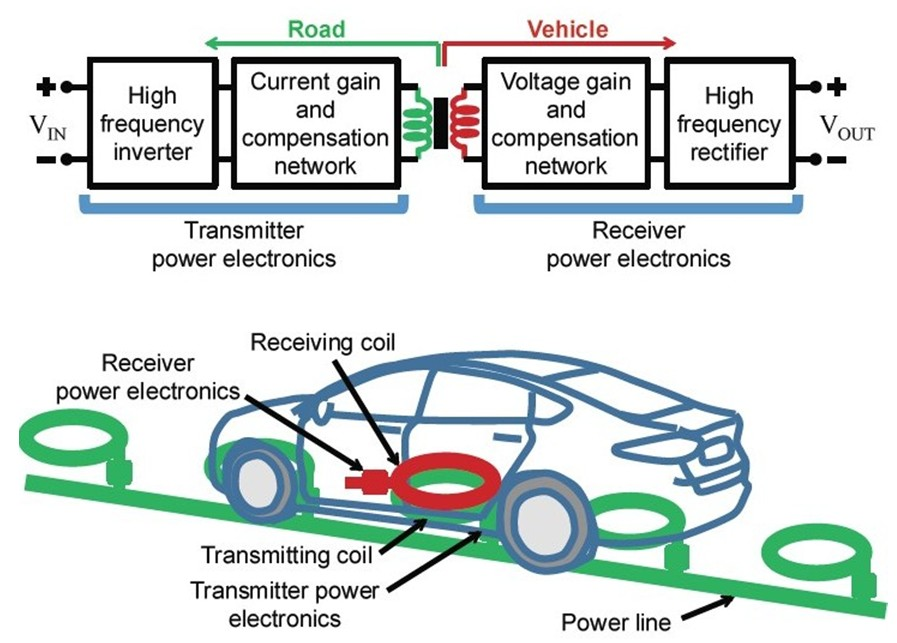 Road
Vehicle
+
V_IN
−
High
frequency
inverter
Current gain
and
compensation
network
Voltage gain
and
compensation
network
High
frequency
rectifier
+
V_OUT
−
Transmitter
power electronics
Receiver
power electronics
Receiving coil
Receiver
power electronics
Transmitting coil
Transmitter power
electronics
Power line